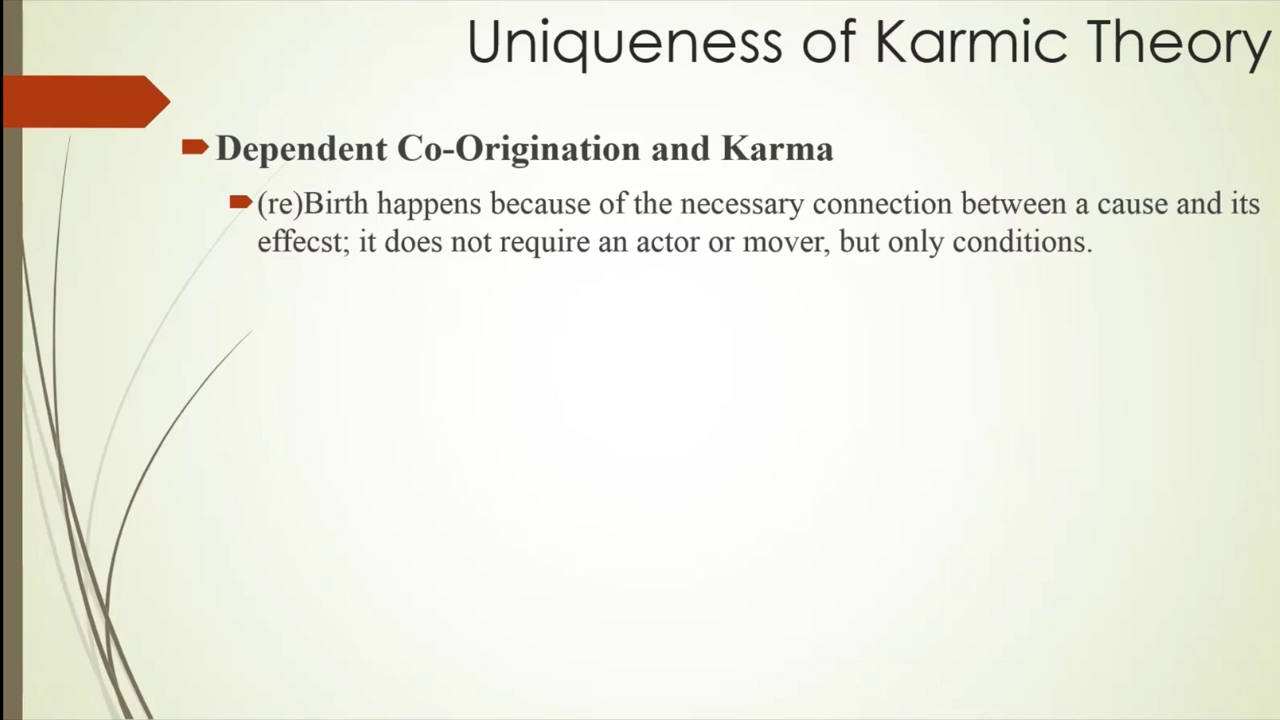 Uniqueness of Karmic Theory
Dependent Co-Origination and Karma
(re)Birth happens because of the necessary connection between a cause and its
effecst; it does not require an actor or mover, but only conditions.